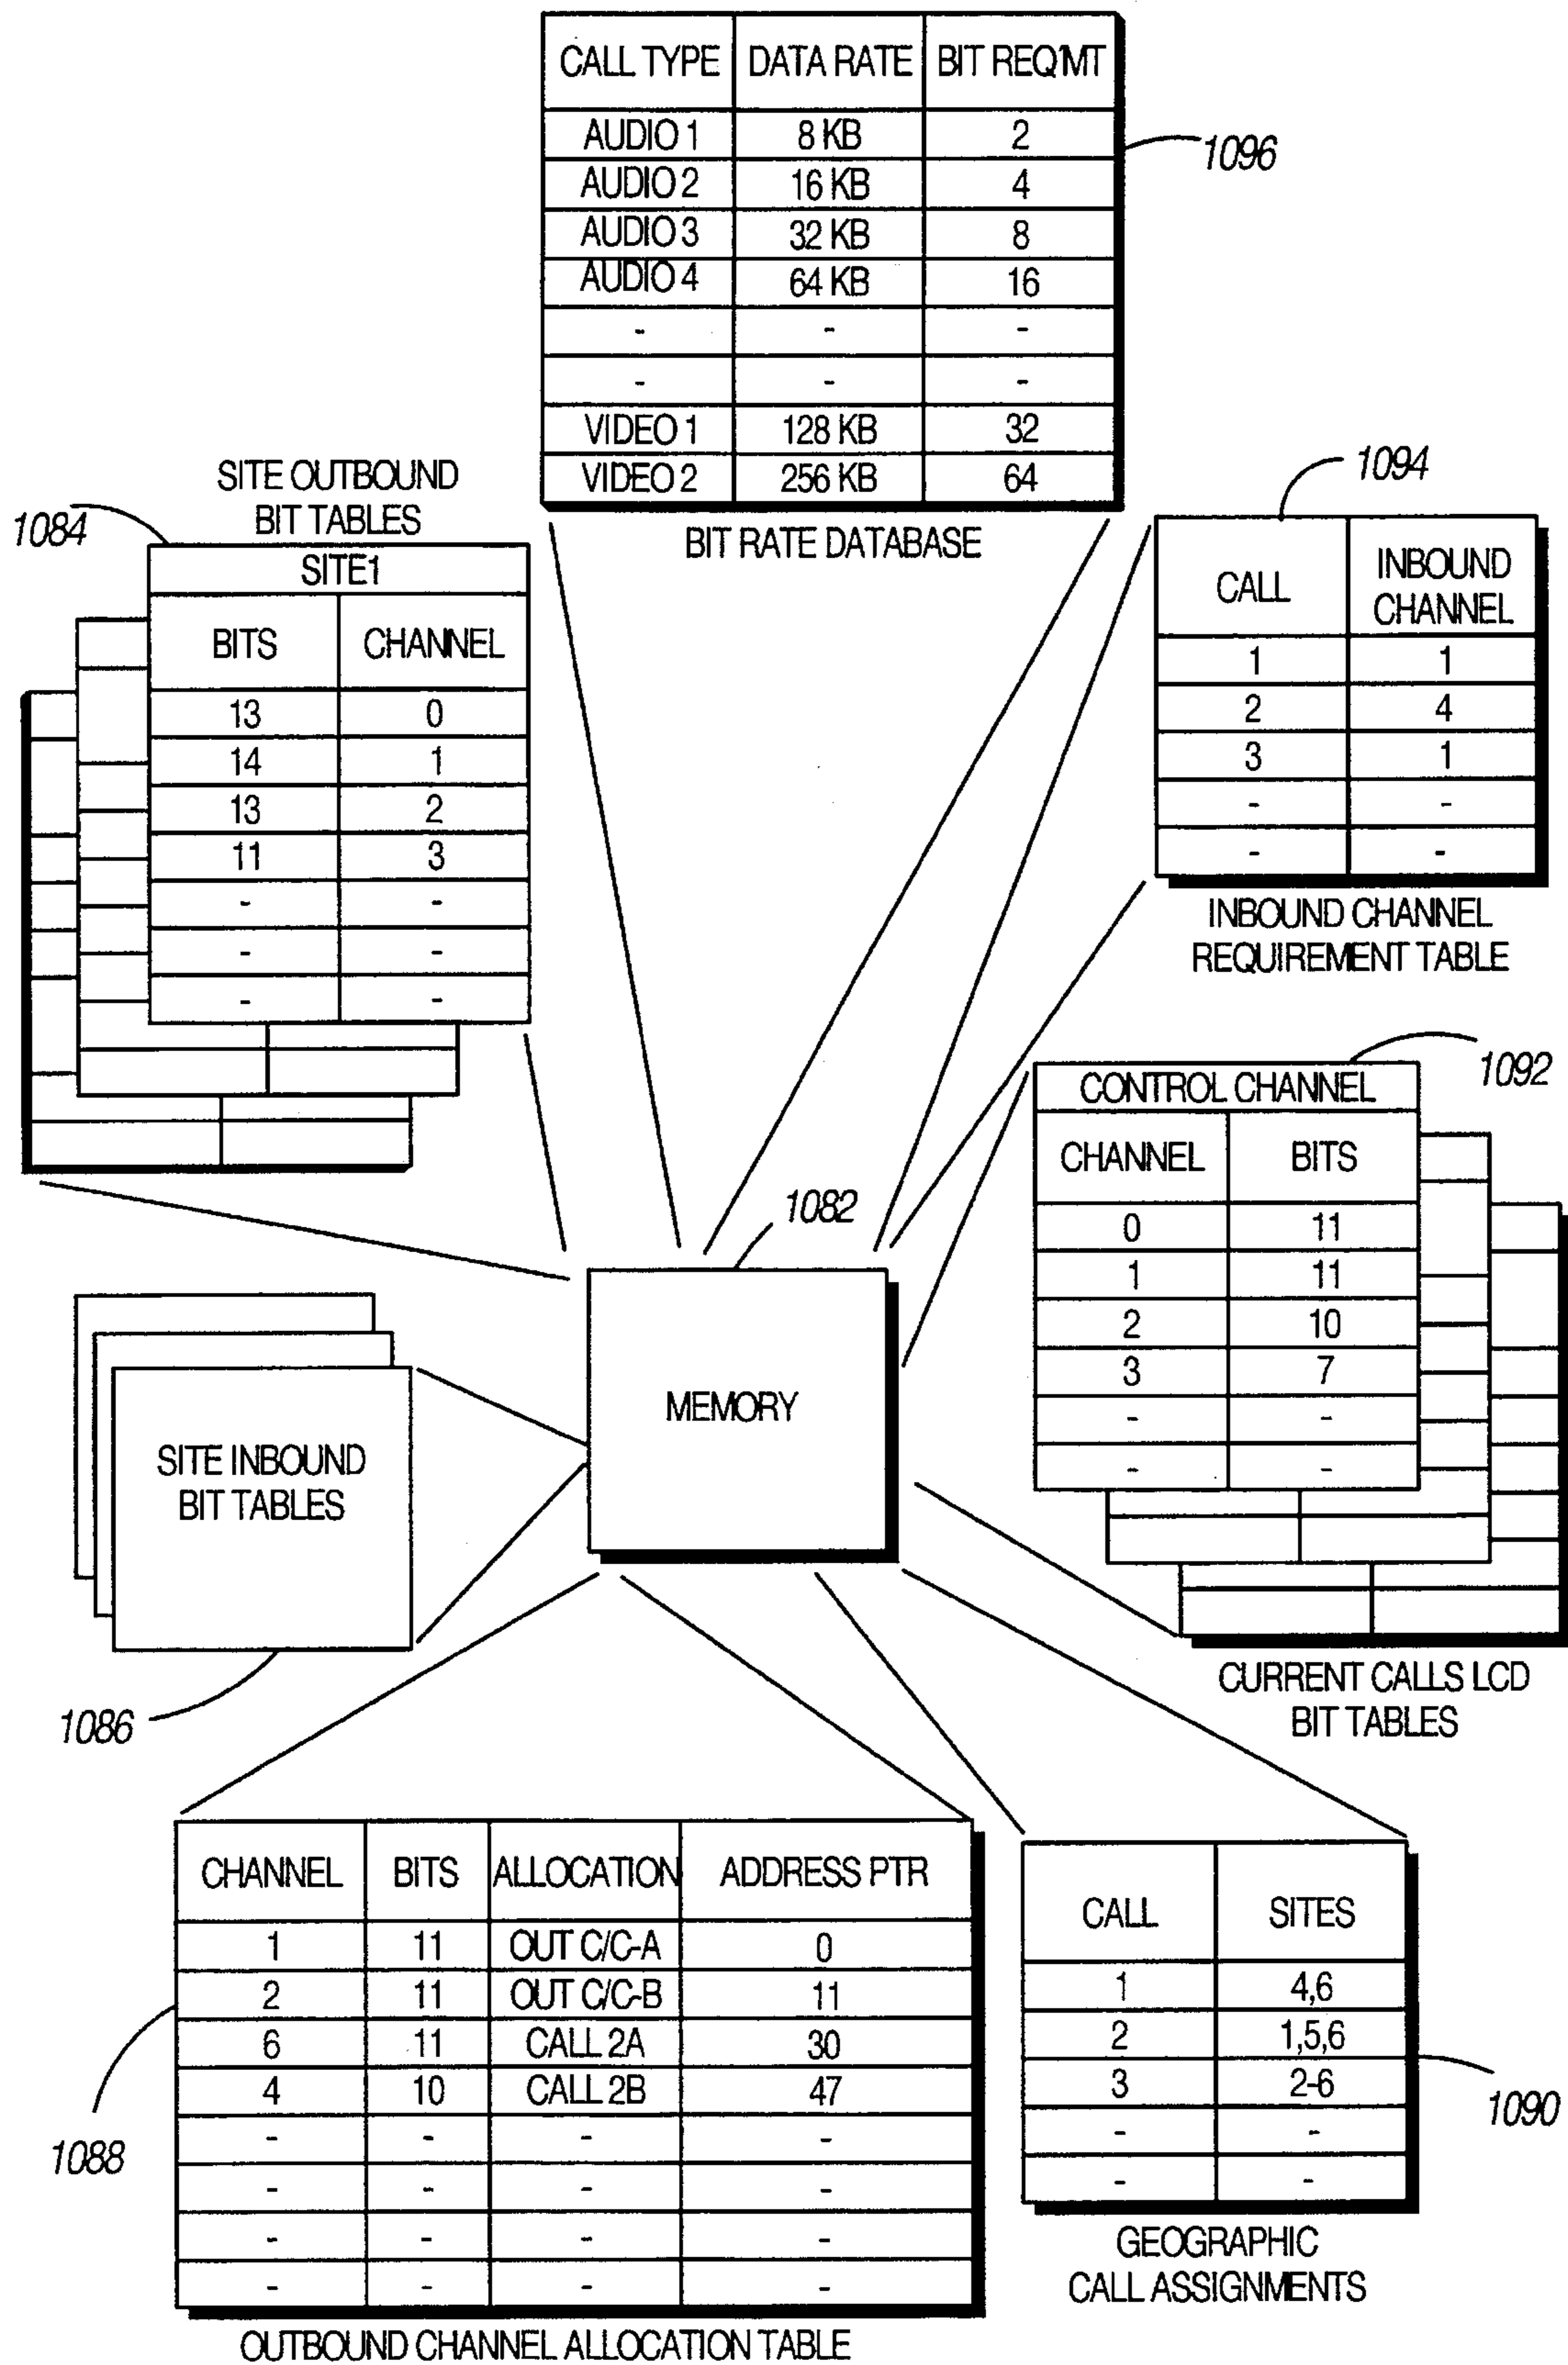 CALL TYPE DATA RATE BIT REQ'MT
AUDIO 1 8 KB 2
AUDIO 2 16 KB 4
AUDIO 3 32 KB 8
AUDIO 4 64 KB 16
- - -
- - -
VIDEO 1 128 KB 32
VIDEO 2 256 KB 64
BIT RATE DATABASE
1096
SITE OUTBOUND
BIT TABLES
1084
SITE1
BITS CHANNEL
13 0
14 1
13 2
11 3
- -
- -
- -
1094
CALL INBOUND CHANNEL
1 1
2 4
3 1
- -
- -
INBOUND CHANNEL
REQUIREMENT TABLE
1092
CONTROL CHANNEL
CHANNEL BITS
0 11
1 11
2 10
3 7
- -
- -
CURRENT CALLS LCD
BIT TABLES
1082
MEMORY
SITE INBOUND
BIT TABLES
1086
CHANNEL BITS ALLOCATION ADDRESS PTR
1 11 OUT C/C-A 0
2 11 OUT C/C-B 11
6 11 CALL 2A 30
4 10 CALL 2B 47
- - - -
- - - -
- - - -
- - - -
1088
OUTBOUND CHANNEL ALLOCATION TABLE
CALL SITES
1 4,6
2 1,5,6
3 2-6
- -
- -
1090
GEOGRAPHIC
CALL ASSIGNMENTS